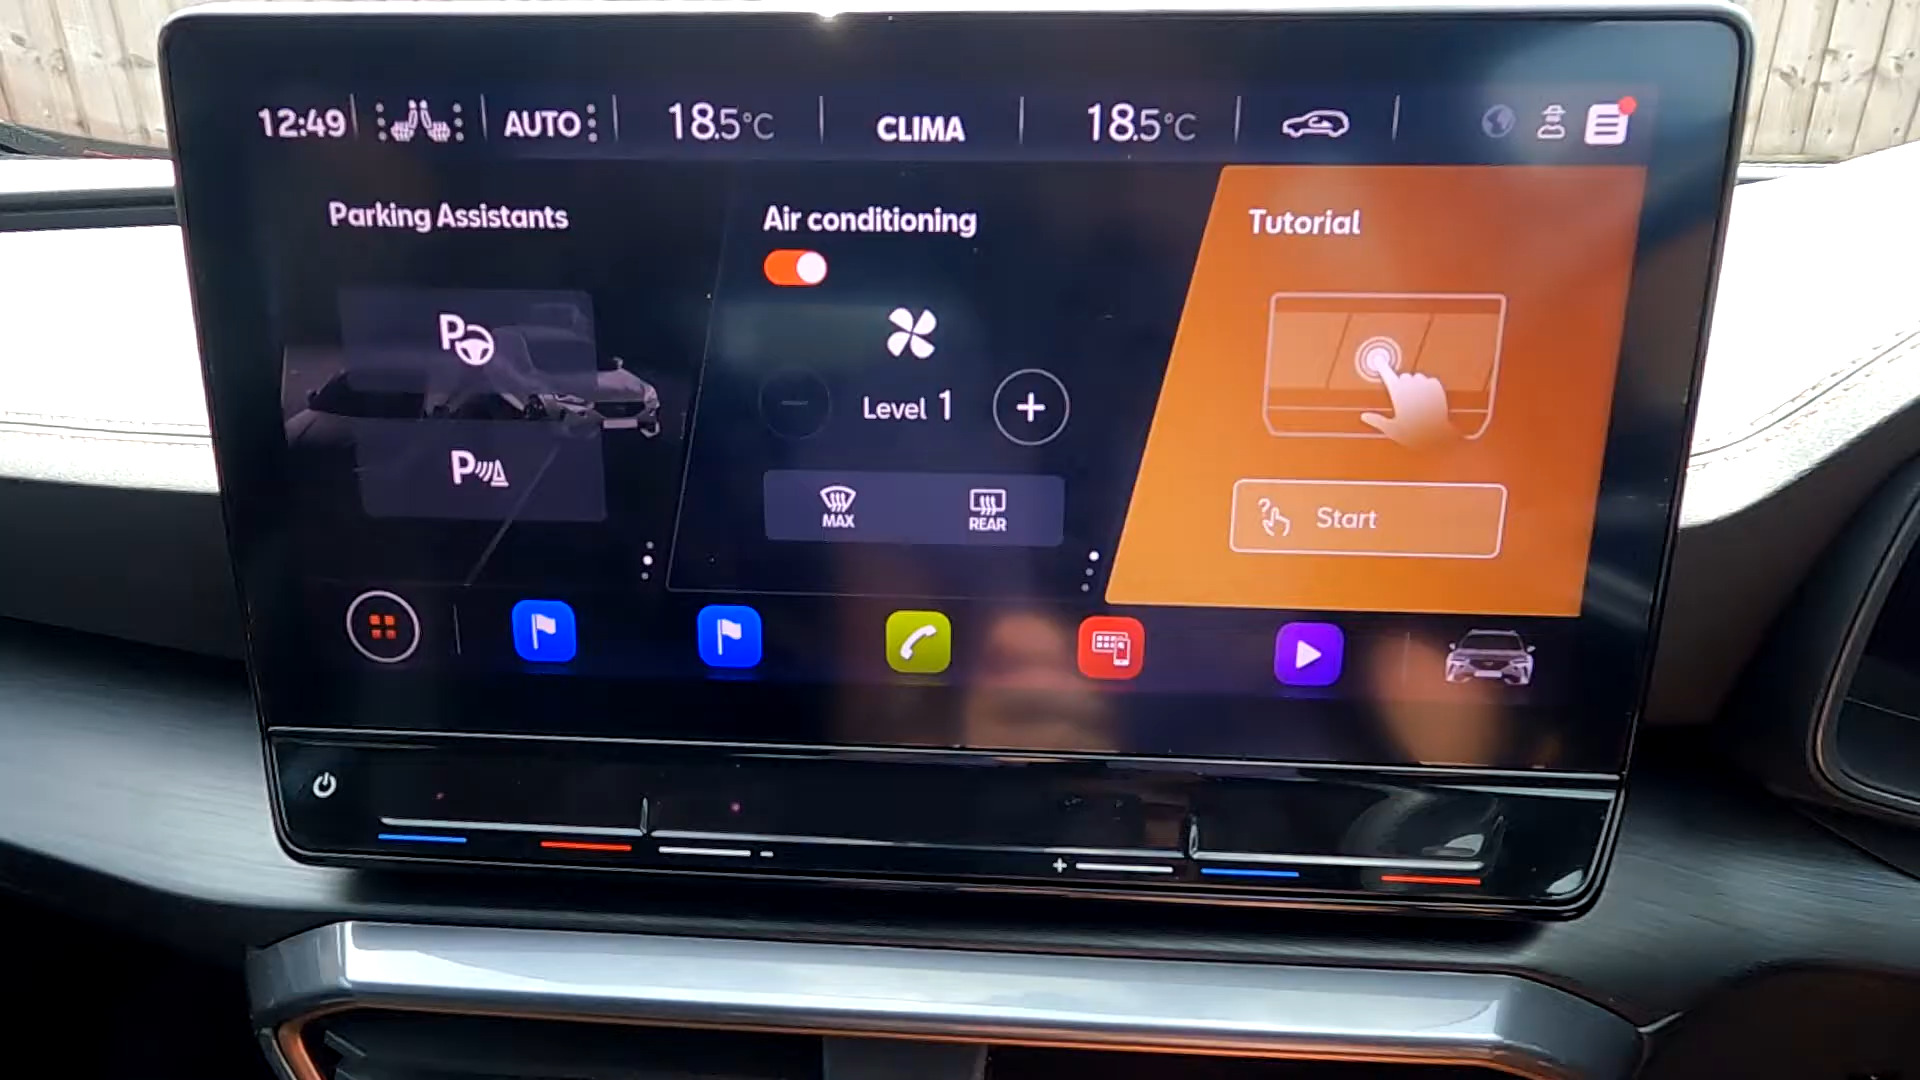 12:49 AUTO 18.5°C CLIMA 18.5°C
Parking Assistants
Air conditioning
Tutorial
P
Level 1
P
MAX REAR
Start